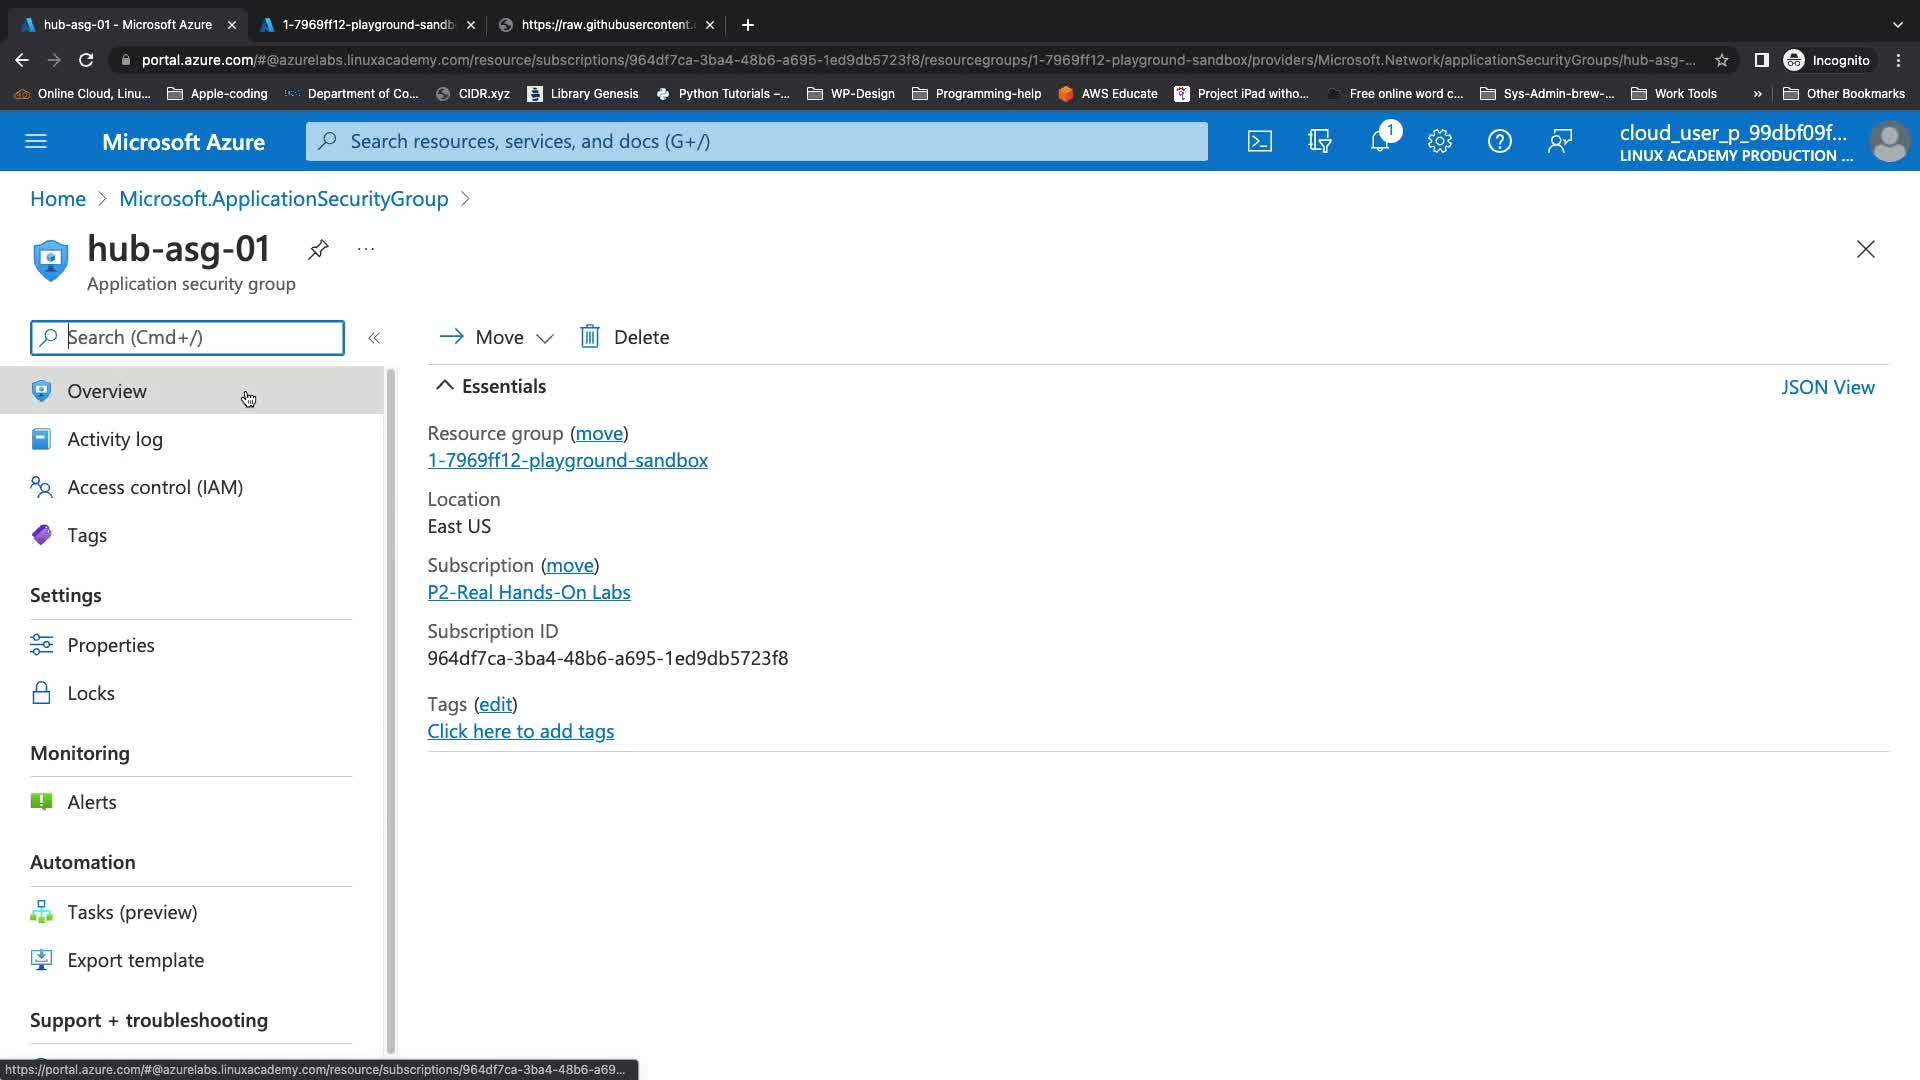 hub-asg-01 - Microsoft Azure
1-7969ff12-playground-sandb
https://raw.githubusercontent.
portal.azure.com/#@azurelabs.linuxacademy.com/resource/subscriptions/964df7ca-3ba4-48b6-a695-1ed9db5723f8/resourcegroups/1-7969ff12-playground-sandbox/providers/Microsoft.Network/applicationSecurityGroups/hub-asg-...
Incognito
Online Cloud, Linu...
Apple-coding
Department of Co...
CIDR.xyz
Library Genesis
Python Tutorials –...
WP-Design
Programming-help
AWS Educate
Project iPad witho...
Free online word c...
Sys-Admin-brew-...
Work Tools
»
Other Bookmarks
Microsoft Azure
Search resources, services, and docs (G+/)
1
cloud_user_p_99dbf09f...
LINUX ACADEMY PRODUCTION ...
Home > Microsoft.ApplicationSecurityGroup >
hub-asg-01
...
Application security group
Search (Cmd+/)
«
Move
Delete
Overview
Activity log
Access control (IAM)
Tags
Settings
Properties
Locks
Monitoring
Alerts
Automation
Tasks (preview)
Export template
Support + troubleshooting
Essentials
JSON View
Resource group (move)
1-7969ff12-playground-sandbox
Location
East US
Subscription (move)
P2-Real Hands-On Labs
Subscription ID
964df7ca-3ba4-48b6-a695-1ed9db5723f8
Tags (edit)
Click here to add tags
https://portal.azure.com/#@azurelabs.linuxacademy.com/resource/subscriptions/964df7ca-3ba4-48b6-a69...